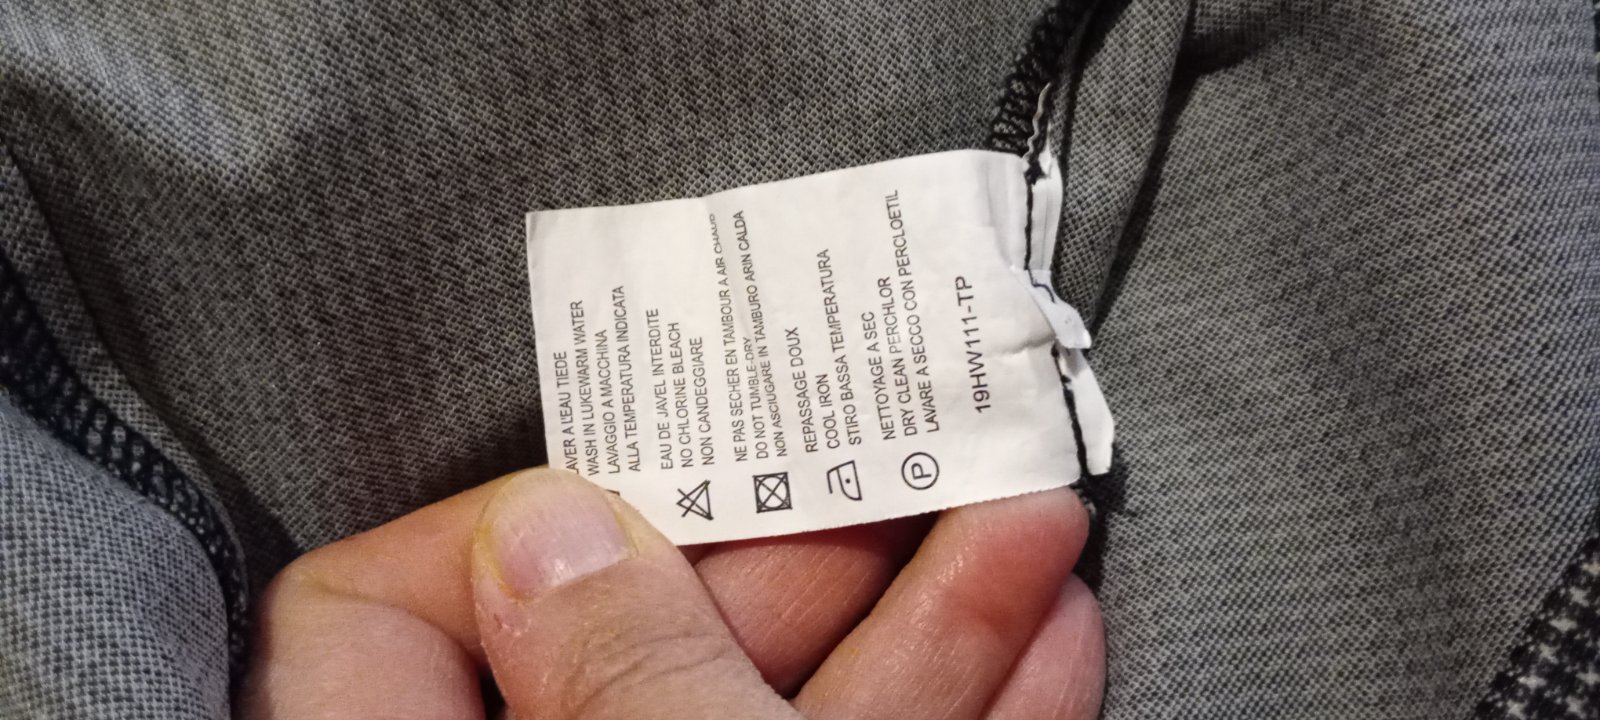 LAVER A L'EAU TIEDE
WASH IN LUKEWARM WATER
LAVAGGIO A MACCHINA
ALLA TEMPERATURA INDICATA
EAU DE JAVEL INTERDITE
NO CHLORINE BLEACH
NON CANDEGGIARE
NE PAS SECHER EN TAMBOUR A AIR CHAUD
DO NOT TUMBLE-DRY
NON ASCIUGARE IN TAMBURO ARIN CALDA
REPASSAGE DOUX
COOL IRON
STIRO BASSA TEMPERATURA
NETTOYAGE A SEC
DRY CLEAN PERCHLOR
LAVARE A SECCO CON PERCLOETIL
P
19HW111-TP